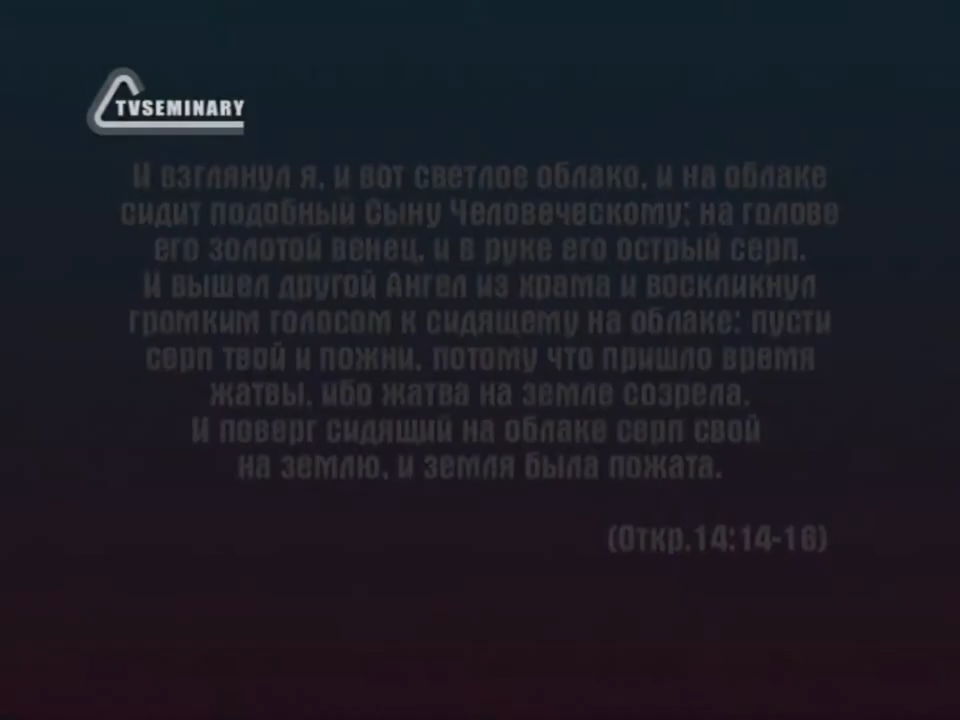 TVSEMINARY
И взглянул я, и вот светлое облако, и на облаке
сидит подобный Сыну Человеческому; на голове
его золотой венец, и в руке его острый серп.
И вышел другой Ангел из храма и воскликнул
громким голосом к сидящему на облаке: пусти
серп твой и пожни, потому что пришло время
жатвы, ибо жатва на земле созрела.
И поверг сидящий на облаке серп свой
на землю, и земля была пожата.
(Откр.14:14-16)